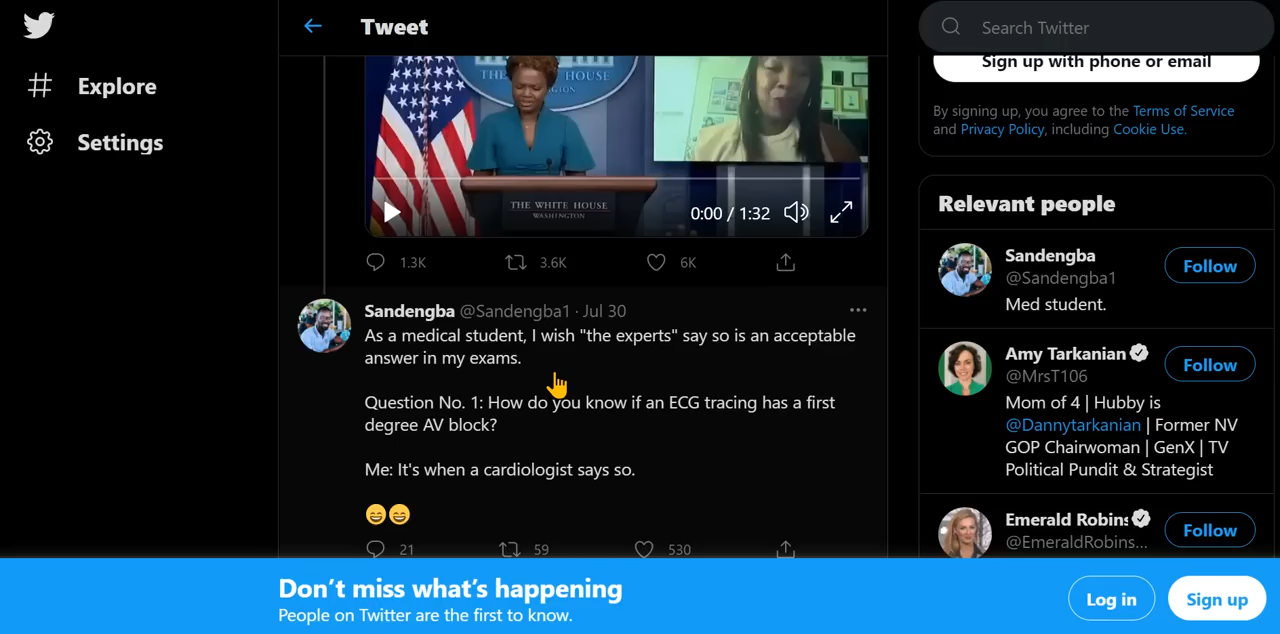 Tweet
Search Twitter
Explore
Settings
THE WHITE HOUSE
WASHINGTON
THE WHITE HOUSE
WASHINGTON
0:00 / 1:32
1.3K 3.6K 6K
Sandengba @Sandengba1 · Jul 30
As a medical student, I wish "the experts" say so is an acceptable
answer in my exams.
Question No. 1: How do you know if an ECG tracing has a first
degree AV block?
Me: It's when a cardiologist says so.
😄😄
21 59 530
Sign up with phone or email
By signing up, you agree to the Terms of Service
and Privacy Policy, including Cookie Use.
Relevant people
Sandengba
@Sandengba1
Follow
Med student.
Amy Tarkanian
@MrsT106
Follow
Mom of 4 | Hubby is
@Dannytarkanian | Former NV
GOP Chairwoman | GenX | TV
Political Pundit & Strategist
Emerald Robins
@EmeraldRobins...
Follow
Don't miss what's happening
People on Twitter are the first to know.
Log in
Sign up